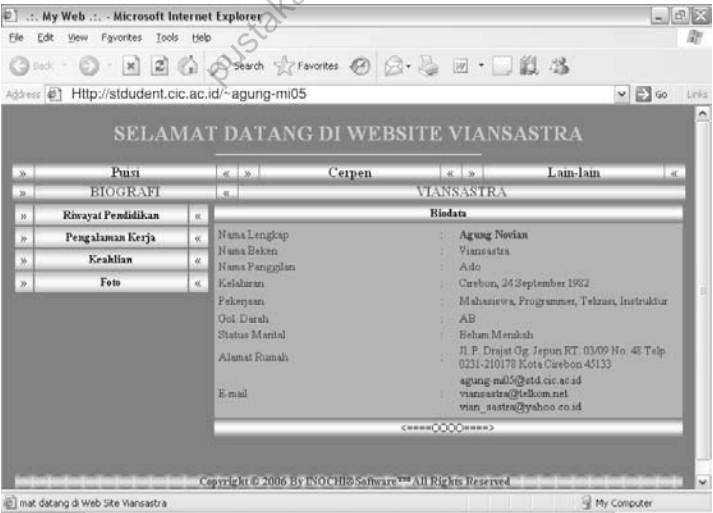 .:. My Web .:. - Microsoft Internet Explorer
File Edit View Favorites Tools Help
Back Search Favorites
Address Http://stdudent.cic.ac.id/~agung-mi05 Go Links
pustaka
SELAMAT DATANG DI WEBSITE VIANSASTRA
» Puisi « » Cerpen « » Lain-lain «
» BIOGRAFI « VIANSASTRA
» Riwayat Pendidikan «
» Pengalaman Kerja «
» Keahlian «
» Foto «
Biodata
Nama Lengkap : Agung Novian
Nama Beken : Viansastra
Nama Panggilan : Ado
Kelahiran : Cirebon, 24 September 1982
Pekerjaan : Mahasiswa, Programmer, Teknisi, Instruktur
Gol. Darah : AB
Status Marital : Belum Menikah
Alamat Rumah : Jl. P. Drajat Gg. Jepun RT. 03/09 No. 48 Telp.
0231-210178 Kota Cirebon 45133
E-mail : agung-mi05@std.cic.ac.id
viansastra@telkom.net
vian_sastra@yahoo.co.id
<====OOOO====>
Copyright © 2006 By INOCHI® Software™ All Rights Reserved
mat datang di Web Site Viansastra My Computer